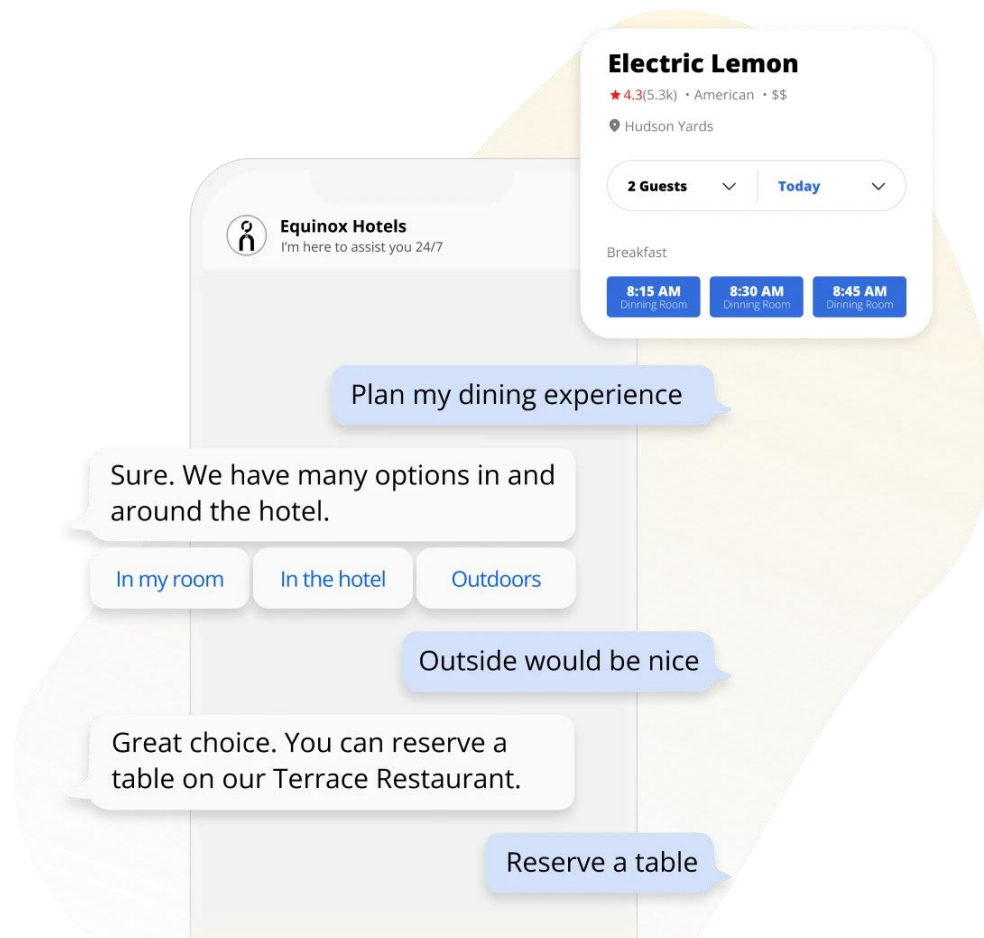 Electric Lemon
★ 4.3(5.3k) • American • $$
Hudson Yards
2 Guests Today
Breakfast
8:15 AM 8:30 AM 8:45 AM
Dinning Room Dinning Room Dinning Room
Equinox Hotels
I'm here to assist you 24/7
Plan my dining experience
Sure. We have many options in and
around the hotel.
In my room In the hotel Outdoors
Outside would be nice
Great choice. You can reserve a
table on our Terrace Restaurant.
Reserve a table